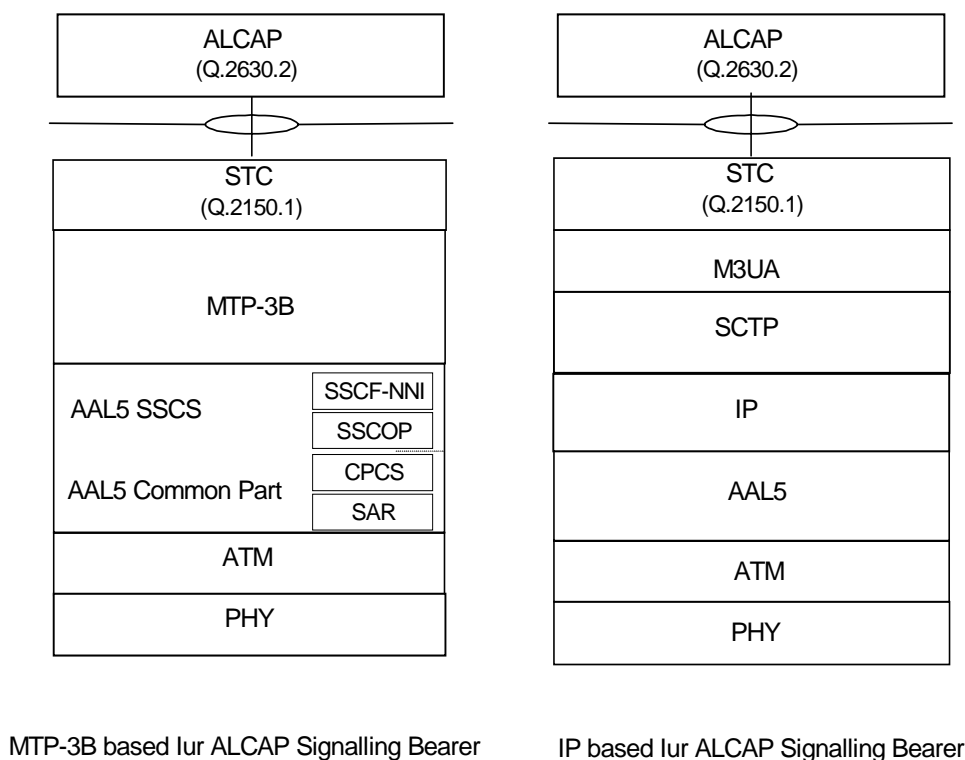 ALCAP
(Q.2630.2)
STC
(Q.2150.1)
MTP-3B
AAL5 SSCS
SSCF-NNI
SSCOP
AAL5 Common Part
CPCS
SAR
ATM
PHY
MTP-3B based Iur ALCAP Signalling Bearer
ALCAP
(Q.2630.2)
STC
(Q.2150.1)
M3UA
SCTP
IP
AAL5
ATM
PHY
IP based Iur ALCAP Signalling Bearer